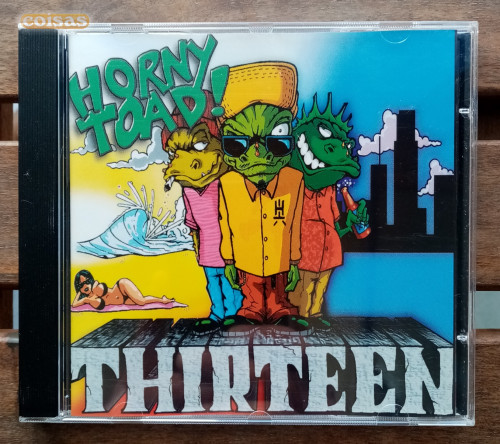 coisas
HORNY
TOAD!
THIRTEEN